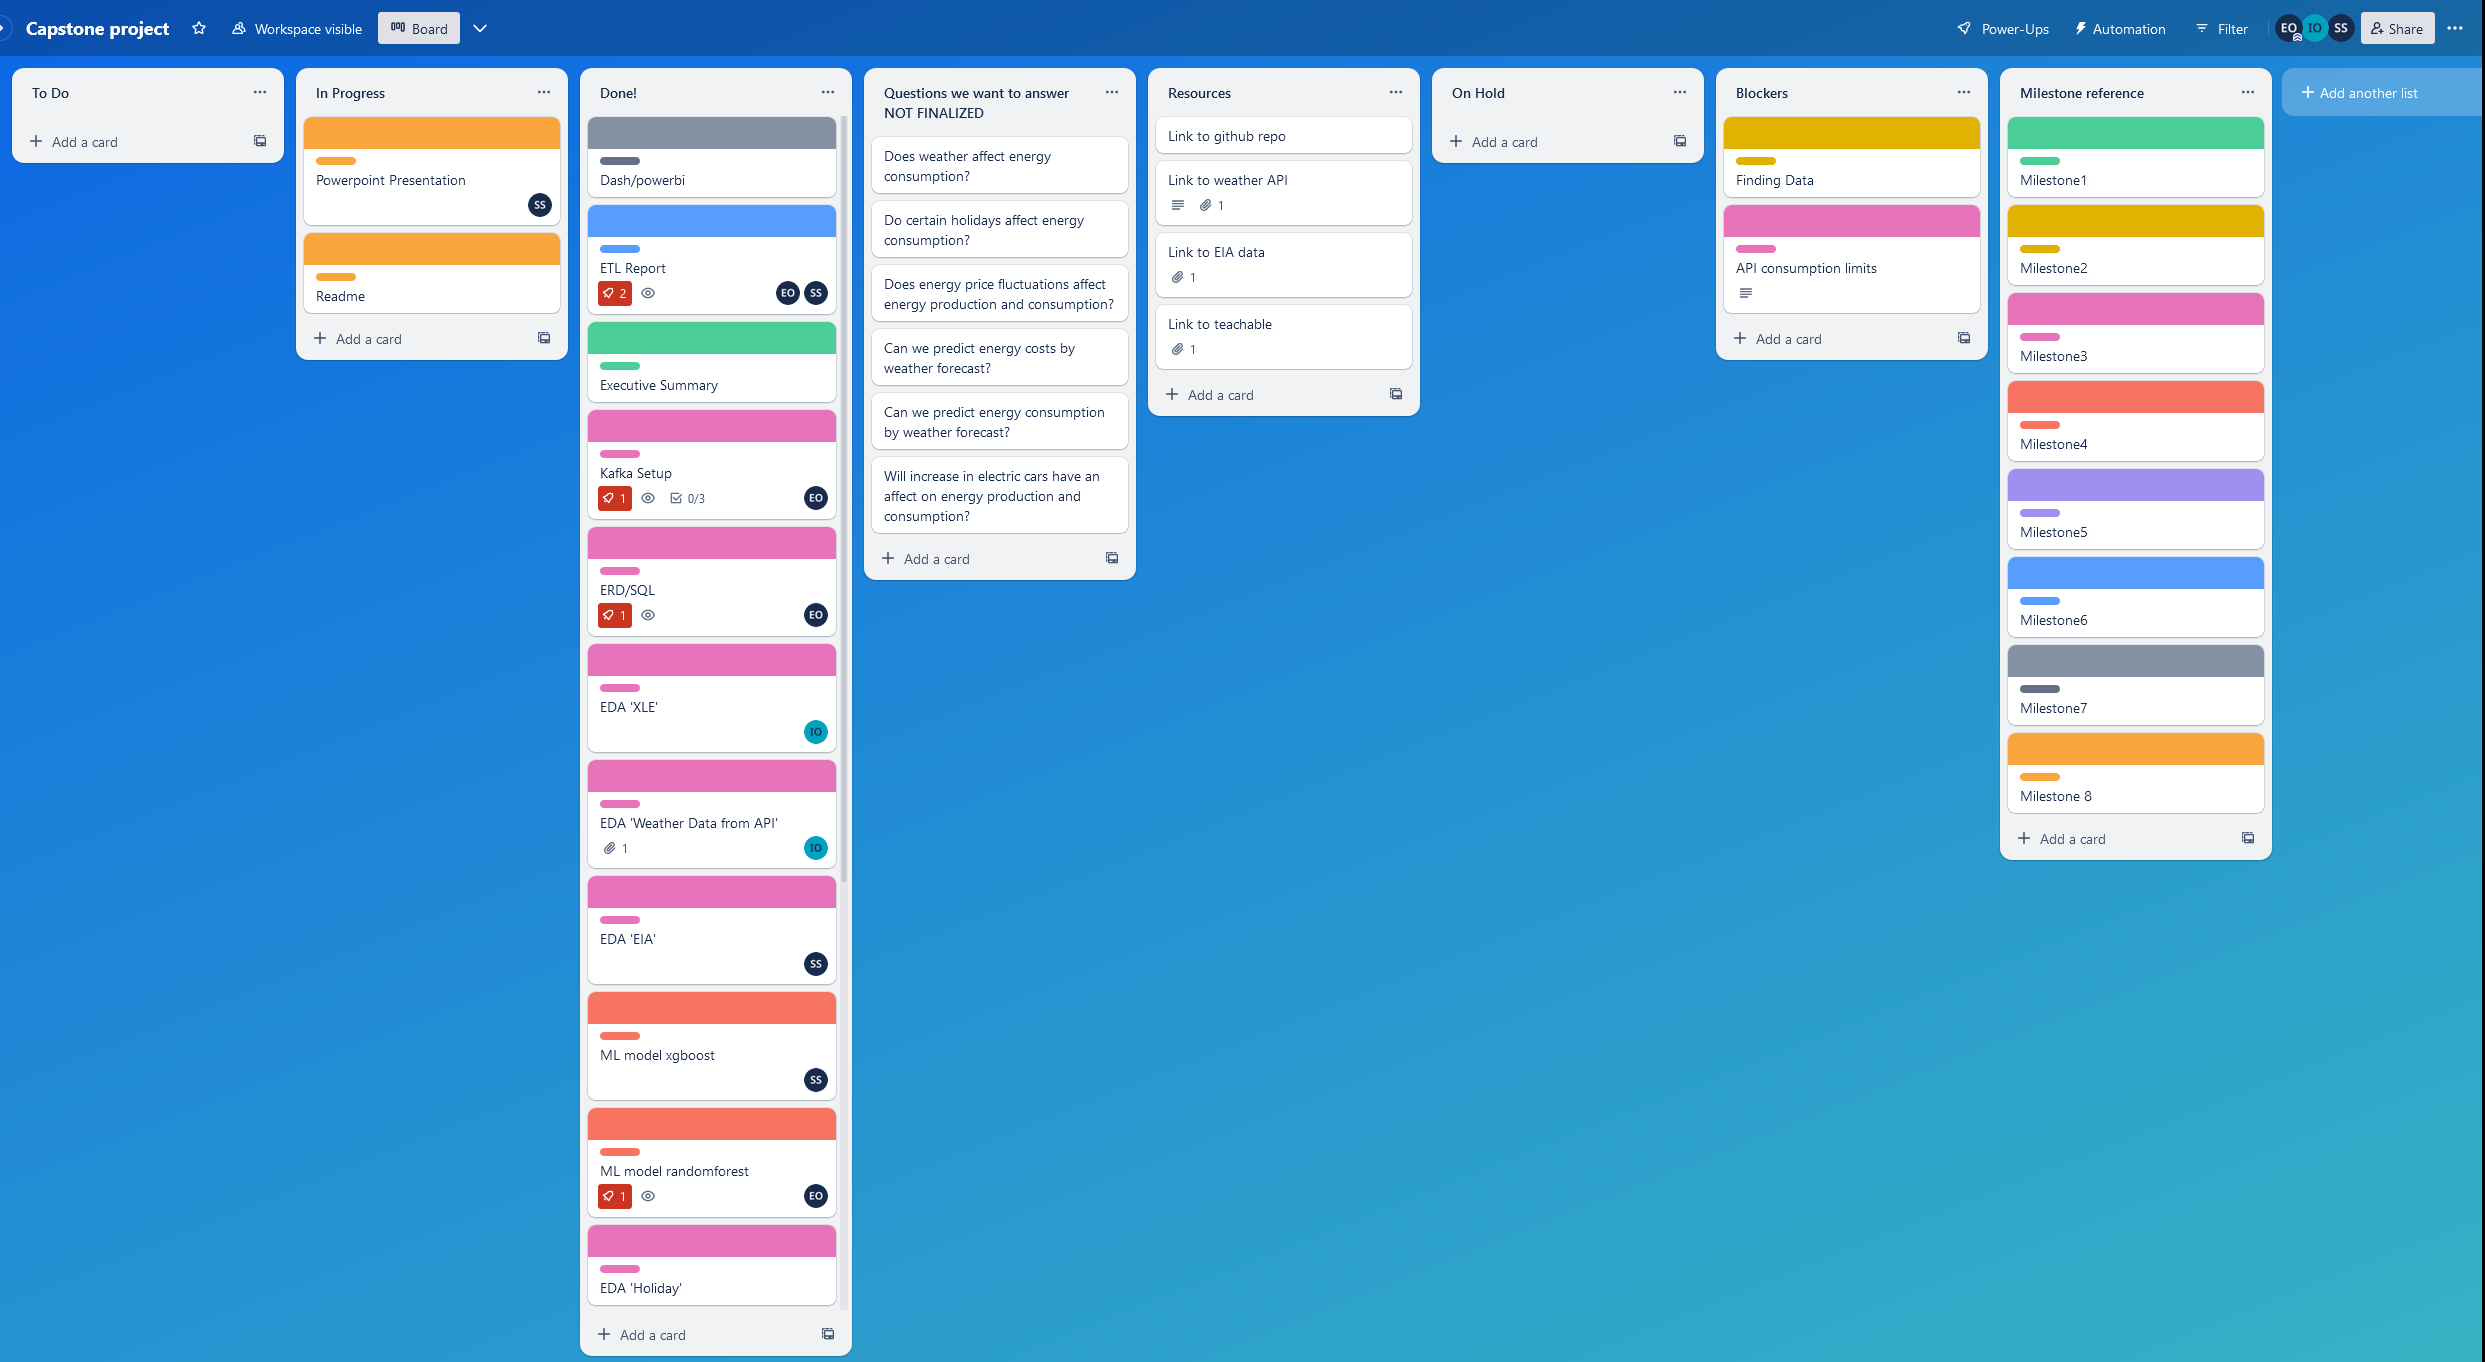 Capstone project
Workspace visible
Board
Power-Ups
Automation
Filter
EO
IO
SS
Share
To Do
Add a card
In Progress
Powerpoint Presentation
SS
Readme
Add a card
Done!
Dash/powerbi
ETL Report
2
EO
SS
Executive Summary
Kafka Setup
1
0/3
EO
ERD/SQL
1
EO
EDA 'XLE'
IO
EDA 'Weather Data from API'
1
IO
EDA 'EIA'
SS
ML model xgboost
SS
ML model randomforest
1
EO
EDA 'Holiday'
Add a card
Questions we want to answer
NOT FINALIZED
Does weather affect energy
consumption?
Do certain holidays affect energy
consumption?
Does energy price fluctuations affect
energy production and consumption?
Can we predict energy costs by
weather forecast?
Can we predict energy consumption
by weather forecast?
Will increase in electric cars have an
affect on energy production and
consumption?
Add a card
Resources
Link to github repo
Link to weather API
1
Link to EIA data
1
Link to teachable
1
Add a card
On Hold
Add a card
Blockers
Finding Data
API consumption limits
Add a card
Milestone reference
Milestone1
Milestone2
Milestone3
Milestone4
Milestone5
Milestone6
Milestone7
Milestone 8
Add a card
Add another list